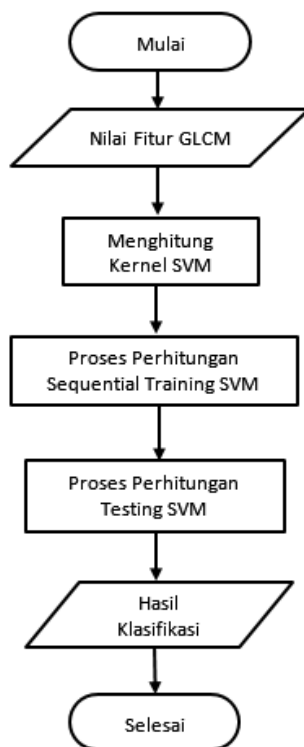 Mulai
Nilai Fitur GLCM
Menghitung
Kernel SVM
Proses Perhitungan
Sequential Training SVM
Proses Perhitungan
Testing SVM
Hasil
Klasifikasi
Selesai